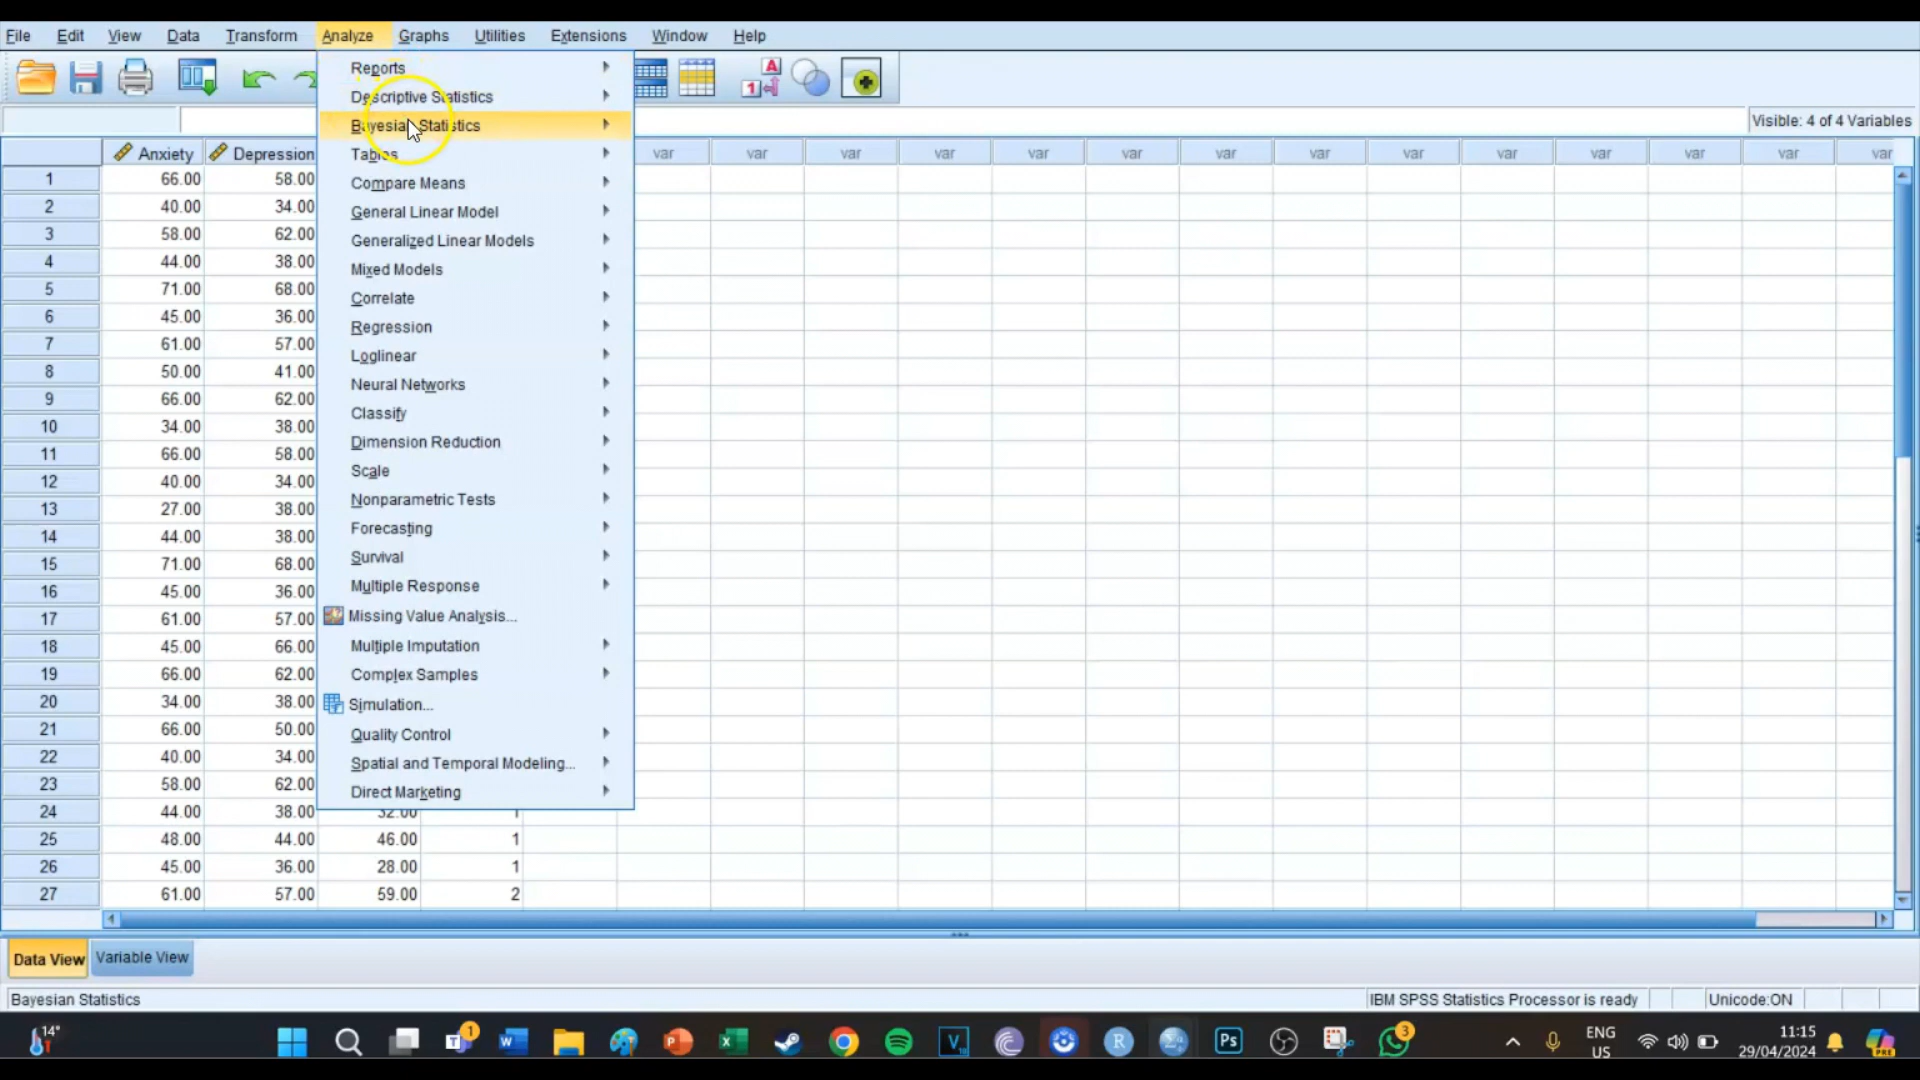 File Edit View Data Transform Analyze Graphs Utilities Extensions Window Help
Reports
Descriptive Statistics
Bayesian Statistics
Visible: 4 of 4 Variables
Anxiety Depression Tables var var var var var var var var var var var var var var
1 66.00 58.00 Compare Means
2 40.00 34.00 General Linear Model
3 58.00 62.00 Generalized Linear Models
4 44.00 38.00 Mixed Models
5 71.00 68.00 Correlate
6 45.00 36.00 Regression
7 61.00 57.00 Loglinear
8 50.00 41.00 Neural Networks
9 66.00 62.00 Classify
10 34.00 38.00 Dimension Reduction
11 66.00 58.00 Scale
12 40.00 34.00 Nonparametric Tests
13 27.00 38.00 Forecasting
14 44.00 38.00 Survival
15 71.00 68.00 Multiple Response
16 45.00 36.00 Missing Value Analysis...
17 61.00 57.00 Multiple Imputation
18 45.00 66.00 Complex Samples
19 66.00 62.00 Simulation...
20 34.00 38.00 Quality Control
21 66.00 50.00 Spatial and Temporal Modeling...
22 40.00 34.00 Direct Marketing
23 58.00 62.00
24 44.00 38.00 32.00 1
25 48.00 44.00 46.00 1
26 45.00 36.00 28.00 1
27 61.00 57.00 59.00 2
Data View Variable View
Bayesian Statistics IBM SPSS Statistics Processor is ready Unicode:ON
14° 1 3 ENG 11:15
US 29/04/2024